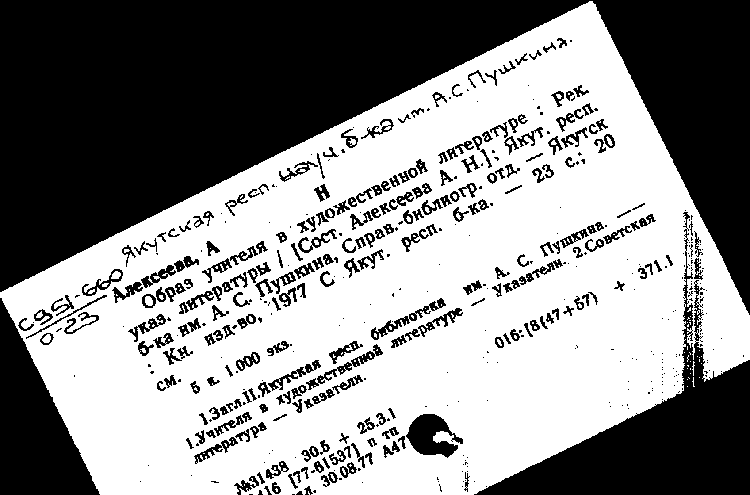 Якутская респ. науч. б-ка им. А.С. Пушкина.
С951-660
0-23
Алексеева, А Н
Образ учителя в художественной литературе : Рек.
указ. литературы / [Сост. Алексеева А. Н.]; Якут. респ.
б-ка им. А. С. Пушкина, Справ.-библиогр. отд. — Якутск
: Кн. изд-во, 1977 С Якут. респ. б-ка. — 23 с.; 20
см.
5 к. 1.000 экз.
1.Загл.II.Якутская респ. библиотека им. А. С. Пушкина. ——
1.Учителя в художественной литературе — Указатели. 2.Советская
литература — Указатели.
016:[8(47+57) + 371.1
№31438 30.5 + 25.3.1
116 [77-61537] п тп
30.08.77 А47